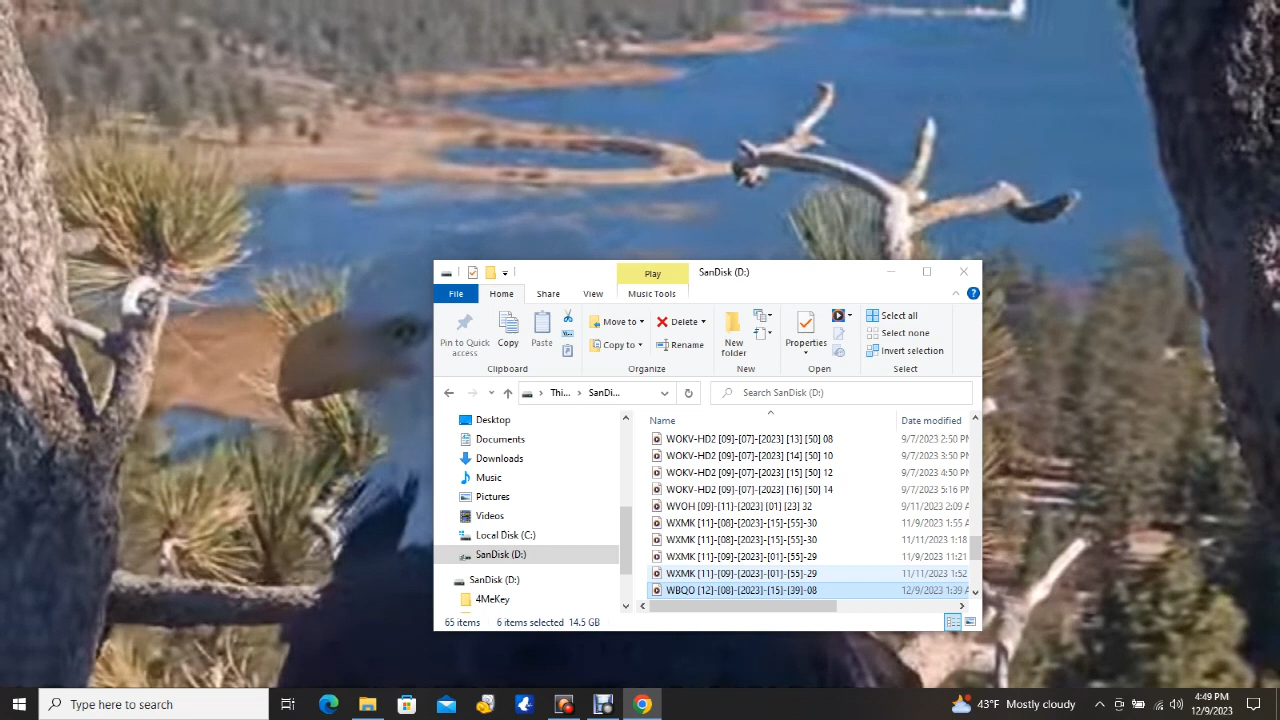 Play
SanDisk (D:)
File
Home
Share
View
Music Tools
Pin to Quick access
Copy
Paste
Move to
Copy to
Delete
Rename
New folder
Properties
Select all
Select none
Invert selection
Clipboard
Organize
New
Open
Select
Thi...
SanDi...
Search SanDisk (D:)
Desktop
Documents
Downloads
Music
Pictures
Videos
Local Disk (C:)
SanDisk (D:)
SanDisk (D:)
4MeKey
Name
Date modified
WOKV-HD2 [09]-[07]-[2023] [13] [50] 08
9/7/2023 2:50 PM
WOKV-HD2 [09]-[07]-[2023] [14] [50] 10
9/7/2023 3:50 PM
WOKV-HD2 [09]-[07]-[2023] [15] [50] 12
9/7/2023 4:50 PM
WOKV-HD2 [09]-[07]-[2023] [16] [50] 14
9/7/2023 5:16 PM
WVOH [09]-[11]-[2023] [01] [23] 32
9/11/2023 2:09 A
WXMK [11]-[08]-[2023]-[15]-[55]-30
11/9/2023 1:55 A
WXMK [11]-[08]-[2023]-[15]-[55]-30
11/11/2023 1:18
WXMK [11]-[09]-[2023]-[01]-[55]-29
11/9/2023 11:21
WXMK [11]-[09]-[2023]-[01]-[55]-29
11/11/2023 1:52
WBQO [12]-[08]-[2023]-[15]-[39]-08
12/9/2023 1:39 A
65 items
6 items selected 14.5 GB
Type here to search
43°F Mostly cloudy
4:49 PM
12/9/2023